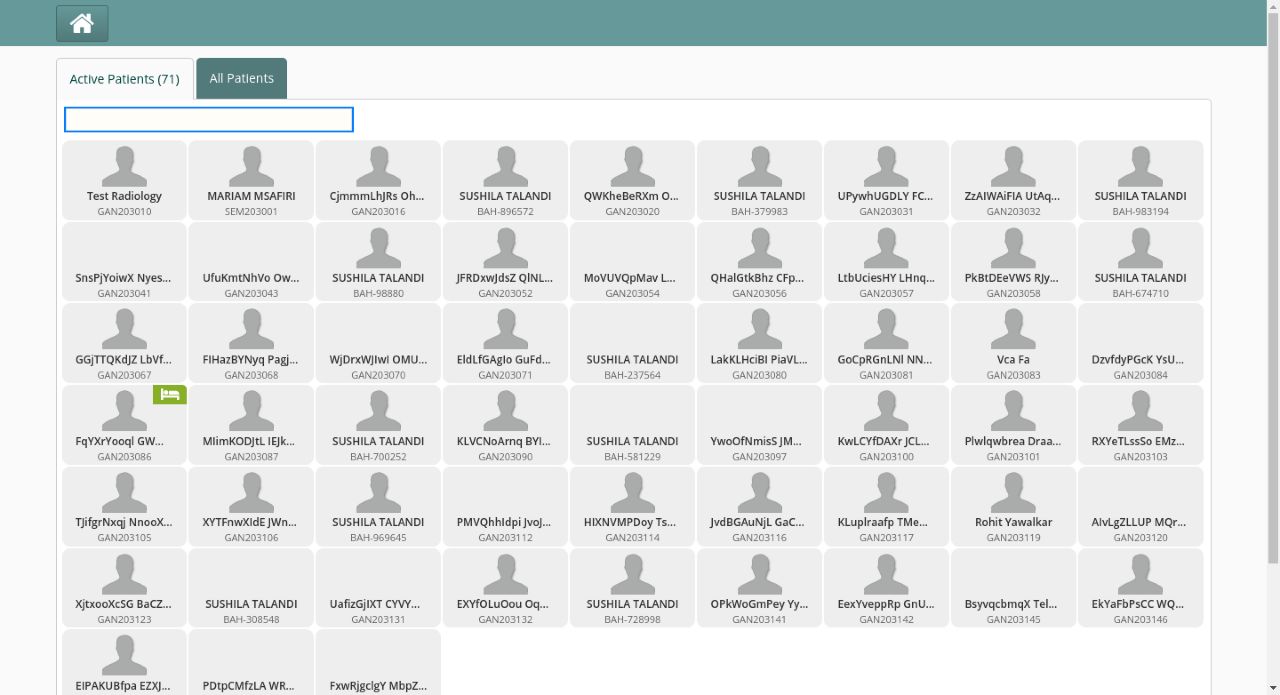 Active Patients (71)
All Patients
Test Radiology
GAN203010
MARIAM MSAFIRI
SEM203001
CjmmmLhJRs Oh...
GAN203016
SUSHILA TALANDI
BAH-896572
QWKheBeRXm O...
GAN203020
SUSHILA TALANDI
BAH-379983
UPywhUGDLY FC...
GAN203031
ZzAIWAiFIA UtAq...
GAN203032
SUSHILA TALANDI
BAH-983194
SnsPjYoiwX Nyes...
GAN203041
UfuKmtNhVo Ow...
GAN203043
SUSHILA TALANDI
BAH-98880
JFRDxwJdsZ QlNL...
GAN203052
MoVUVQpMav L...
GAN203054
QHalGtkBhz CFp...
GAN203056
LtbUciesHY LHnq...
GAN203057
PkBtDEeVWS RJy...
GAN203058
SUSHILA TALANDI
BAH-674710
GGjTTQKdJZ LbVf...
GAN203067
FIHazBYNyq Pagj...
GAN203068
WjDrxWJIwI OMU...
GAN203070
EldLfGAgIo GuFd...
GAN203071
SUSHILA TALANDI
BAH-237564
LakKLHciBI PiaVL...
GAN203080
GoCpRGnLNl NN...
GAN203081
Vca Fa
GAN203083
DzvfdyPGcK YsU...
GAN203084
FqYXrYooql GW...
GAN203086
MIimKODJtL IEJk...
GAN203087
SUSHILA TALANDI
BAH-700252
KLVCNoArnq BYI...
GAN203090
SUSHILA TALANDI
BAH-581229
YwoOfNmisS JM...
GAN203097
KwLCYfDAXr JCL...
GAN203100
Plwlqwbrea Draa...
GAN203101
RXYeTLssSo EMz...
GAN203103
TJifgrNxqj NnooX...
GAN203105
XYTFnwXIdE JWn...
GAN203106
SUSHILA TALANDI
BAH-969645
PMVQhhIdpi JvoJ...
GAN203112
HIXNVMPDoy Ts...
GAN203114
JvdBGAuNjL GaC...
GAN203116
KLuplraafp TMe...
GAN203117
Rohit Yawalkar
GAN203119
AIvLgZLLUP MQr...
GAN203120
XjtxooXcSG BaCZ...
GAN203123
SUSHILA TALANDI
BAH-308548
UafizGjIXT CYVY...
GAN203131
EXYfOLuOou Oq...
GAN203132
SUSHILA TALANDI
BAH-728998
OPkWoGmPey Yy...
GAN203141
EexYveppRp GnU...
GAN203142
BsyvqcbmqX Tel...
GAN203145
EkYaFbPsCC WQ...
GAN203146
EIPAKUBfpa EZXJ...
PDtpCMfzLA WR...
FxwRjgclgY MbpZ...